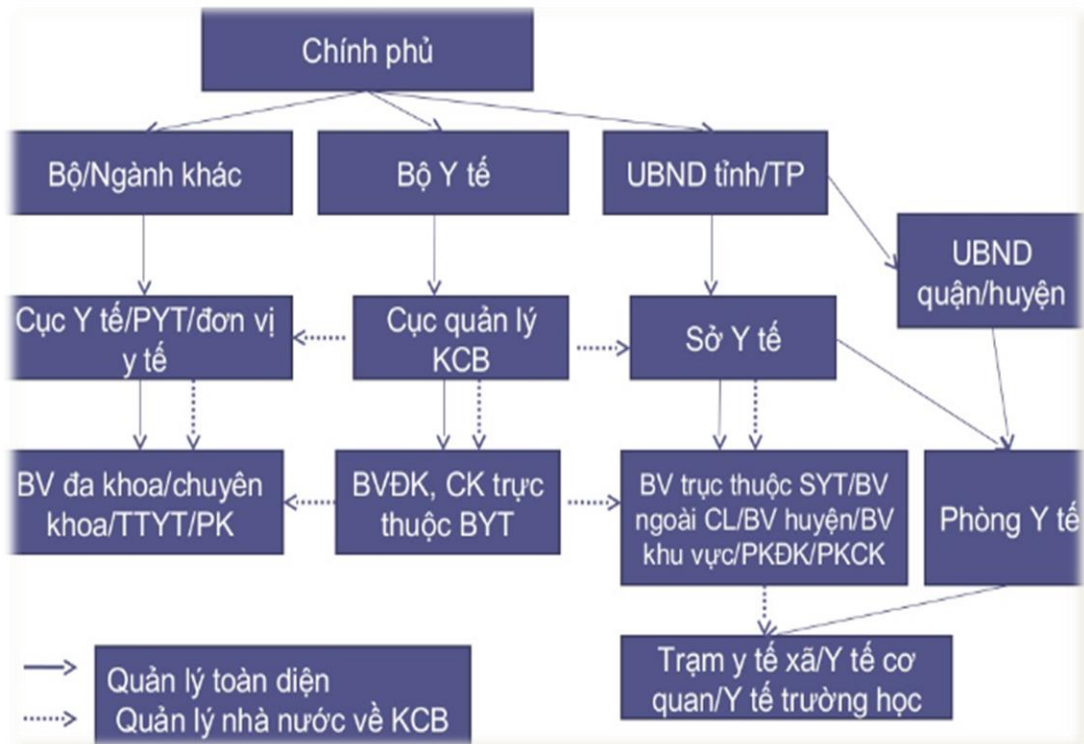 Chính phủ
Bộ/Ngành khác
Bộ Y tế
UBND tỉnh/TP
UBND
quận/huyện
Cục Y tế/PYT/đơn vị
y tế
Cục quản lý
KCB
Sở Y tế
BV đa khoa/chuyên
khoa/TTYT/PK
BVĐK, CK trực
thuộc BYT
BV trục thuộc SYT/BV
ngoài CL/BV huyện/BV
khu vực/PKĐK/PKCK
Phòng Y tế
Trạm y tế xã/Y tế cơ
quan/Y tế trường học
Quản lý toàn diện
Quản lý nhà nước về KCB